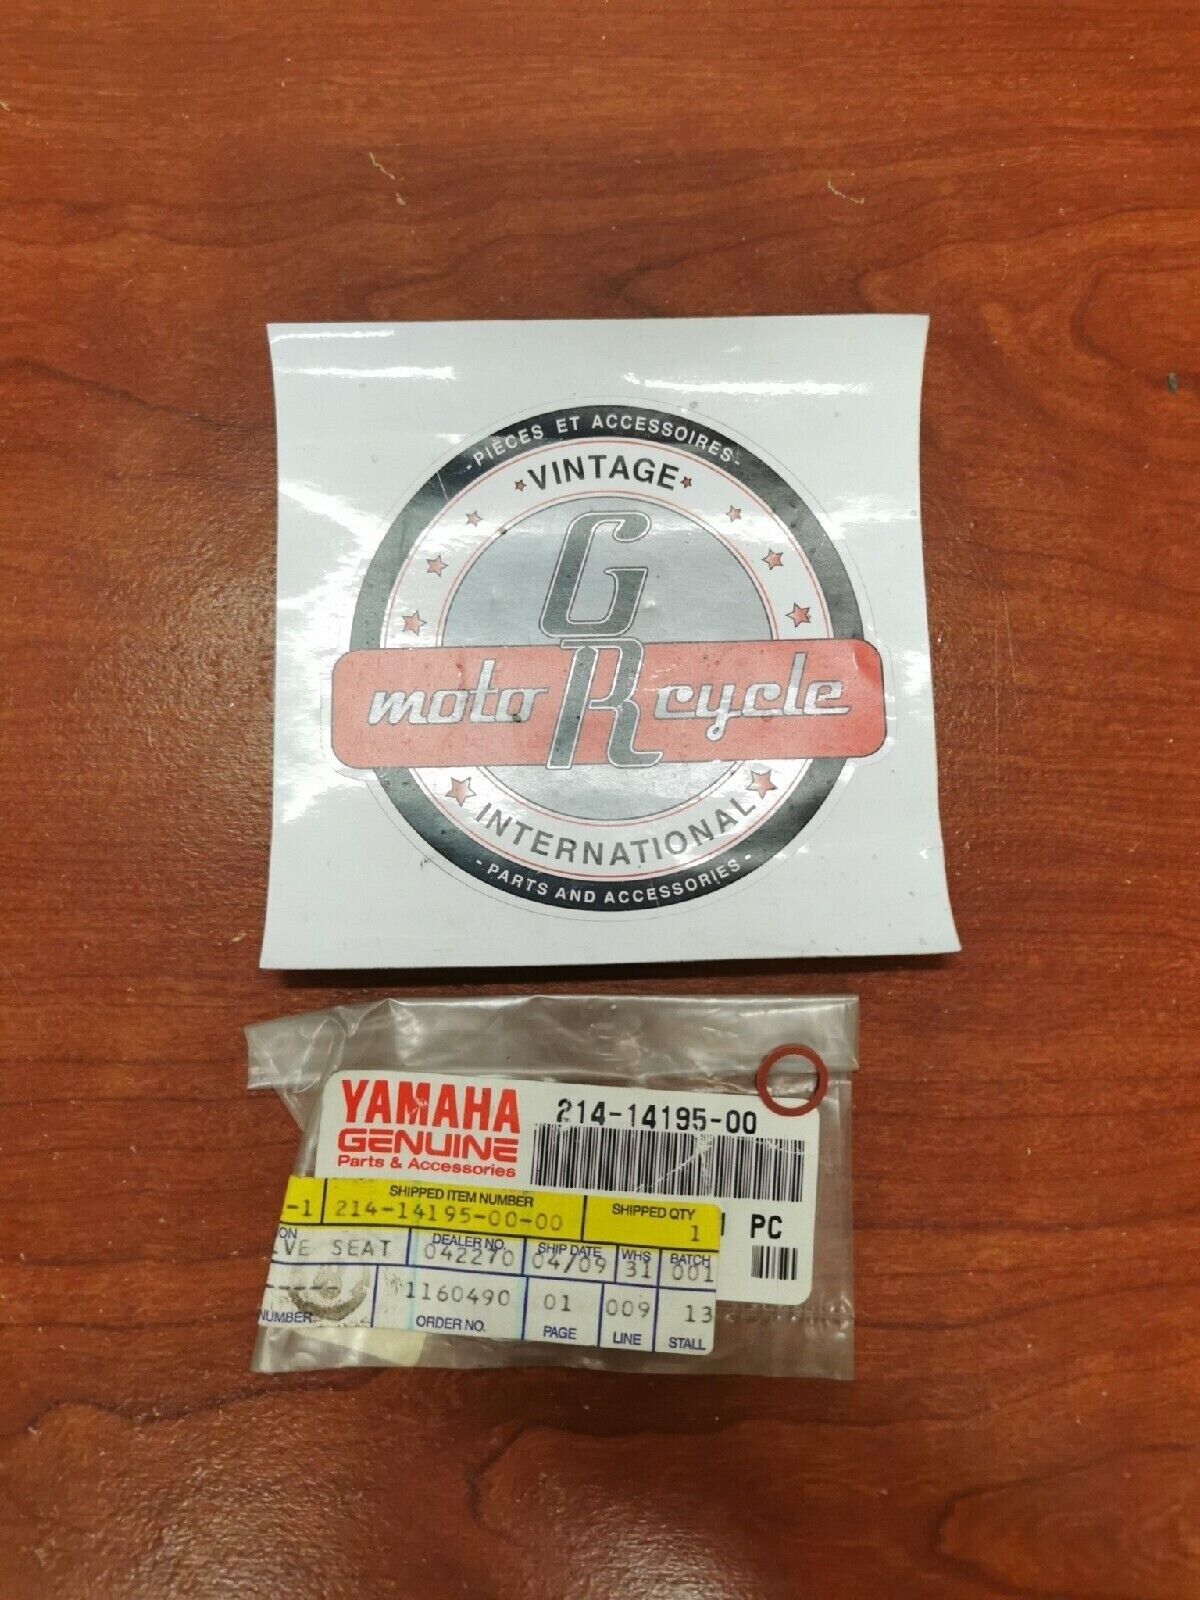 -PIÈCES ET ACCESSOIRES-
VINTAGE
G
moto R cycle
INTERNATIONAL
- PARTS AND ACCESSORIES -
YAMAHA
GENUINE
Parts & Accessories
214-14195-00
PC
SHIPPED ITEM NUMBER
SHIPPED QTY
-1
214-14195-00-00
1
ON
DEALER NO.
SHIP DATE
WHS
BATCH
LVE SEAT
042270
04/09
31
001
1160490
01
009
13
NUMBER
ORDER NO.
PAGE
LINE
STALL